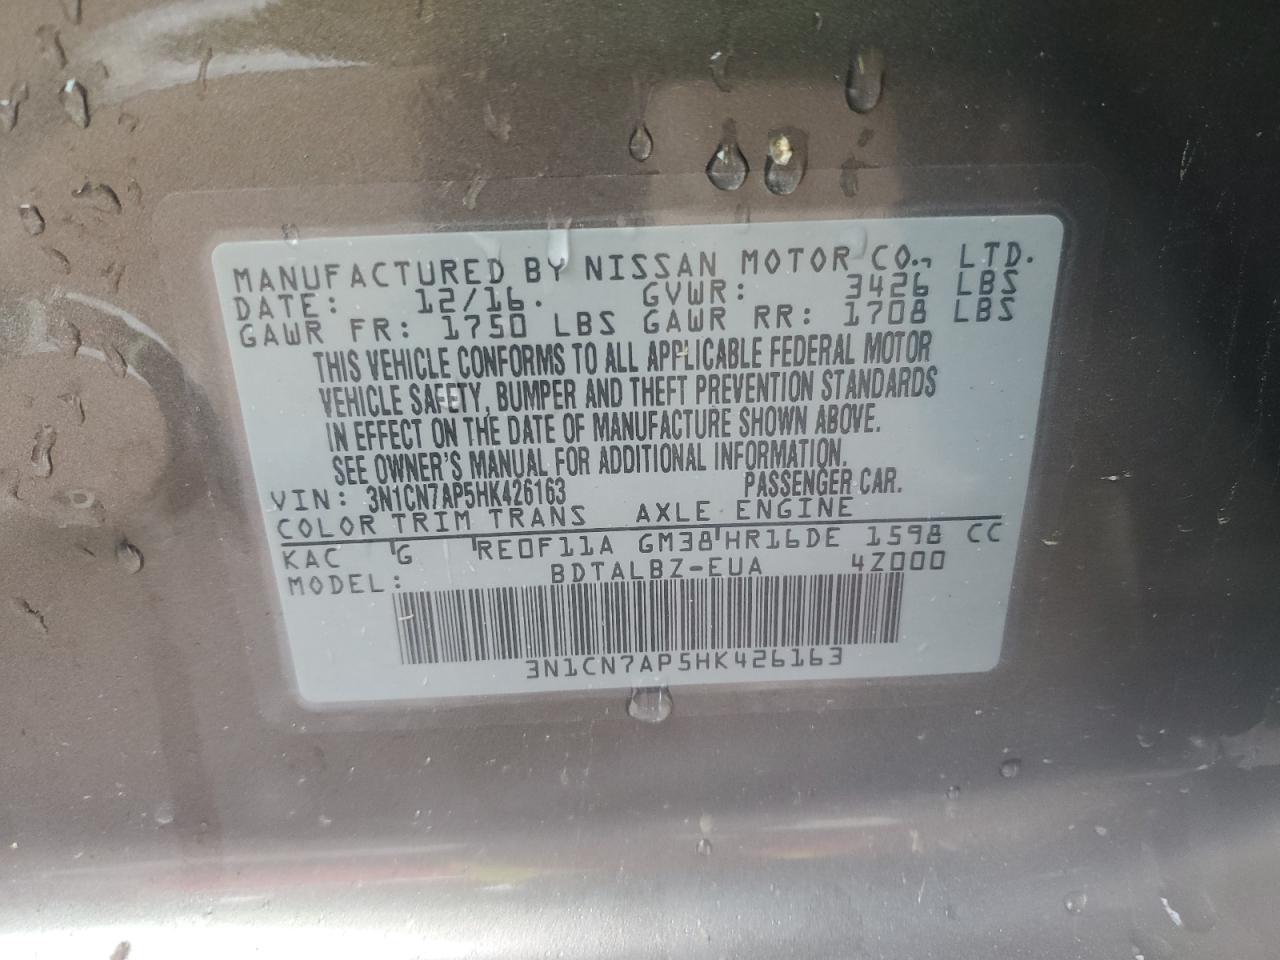 MANUFACTURED BY NISSAN MOTOR CO., LTD.
DATE: 12/16. GVWR: 3426 LBS
GAWR FR: 1750 LBS GAWR RR: 1708 LBS
THIS VEHICLE CONFORMS TO ALL APPLICABLE FEDERAL MOTOR
VEHICLE SAFETY, BUMPER AND THEFT PREVENTION STANDARDS
IN EFFECT ON THE DATE OF MANUFACTURE SHOWN ABOVE.
SEE OWNER'S MANUAL FOR ADDITIONAL INFORMATION.
VIN: 3N1CN7AP5HK426163 PASSENGER CAR.
COLOR TRIM TRANS AXLE ENGINE
KAC G RE0F11A GM38 HR16DE 1598 CC
MODEL: BDTALBZ-EUA 4Z000
3N1CN7AP5HK426163